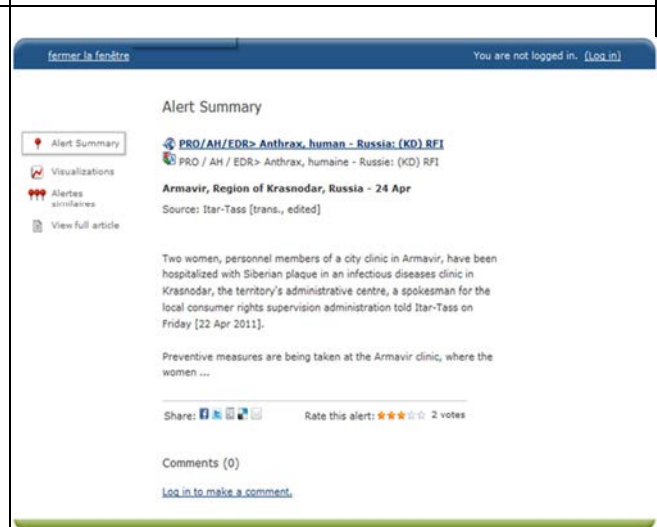 fermer la fenêtre
You are not logged in. (Log in)
Alert Summary
Alert Summary
Visualizations
Alertes
similaires
View full article
PRO/AH/EDR> Anthrax, human - Russia: (KD) RFI
PRO / AH / EDR> Anthrax, humaine - Russie: (KD) RFI
Armavir, Region of Krasnodar, Russia - 24 Apr
Source: Itar-Tass [trans., edited]
Two women, personnel members of a city clinic in Armavir, have been
hospitalized with Siberian plaque in an infectious diseases clinic in
Krasnodar, the territory's administrative centre, a spokesman for the
local consumer rights supervision administration told Itar-Tass on
Friday [22 Apr 2011].
Preventive measures are being taken at the Armavir clinic, where the
women ...
Share:
Rate this alert: 2 votes
Comments (0)
Log in to make a comment.